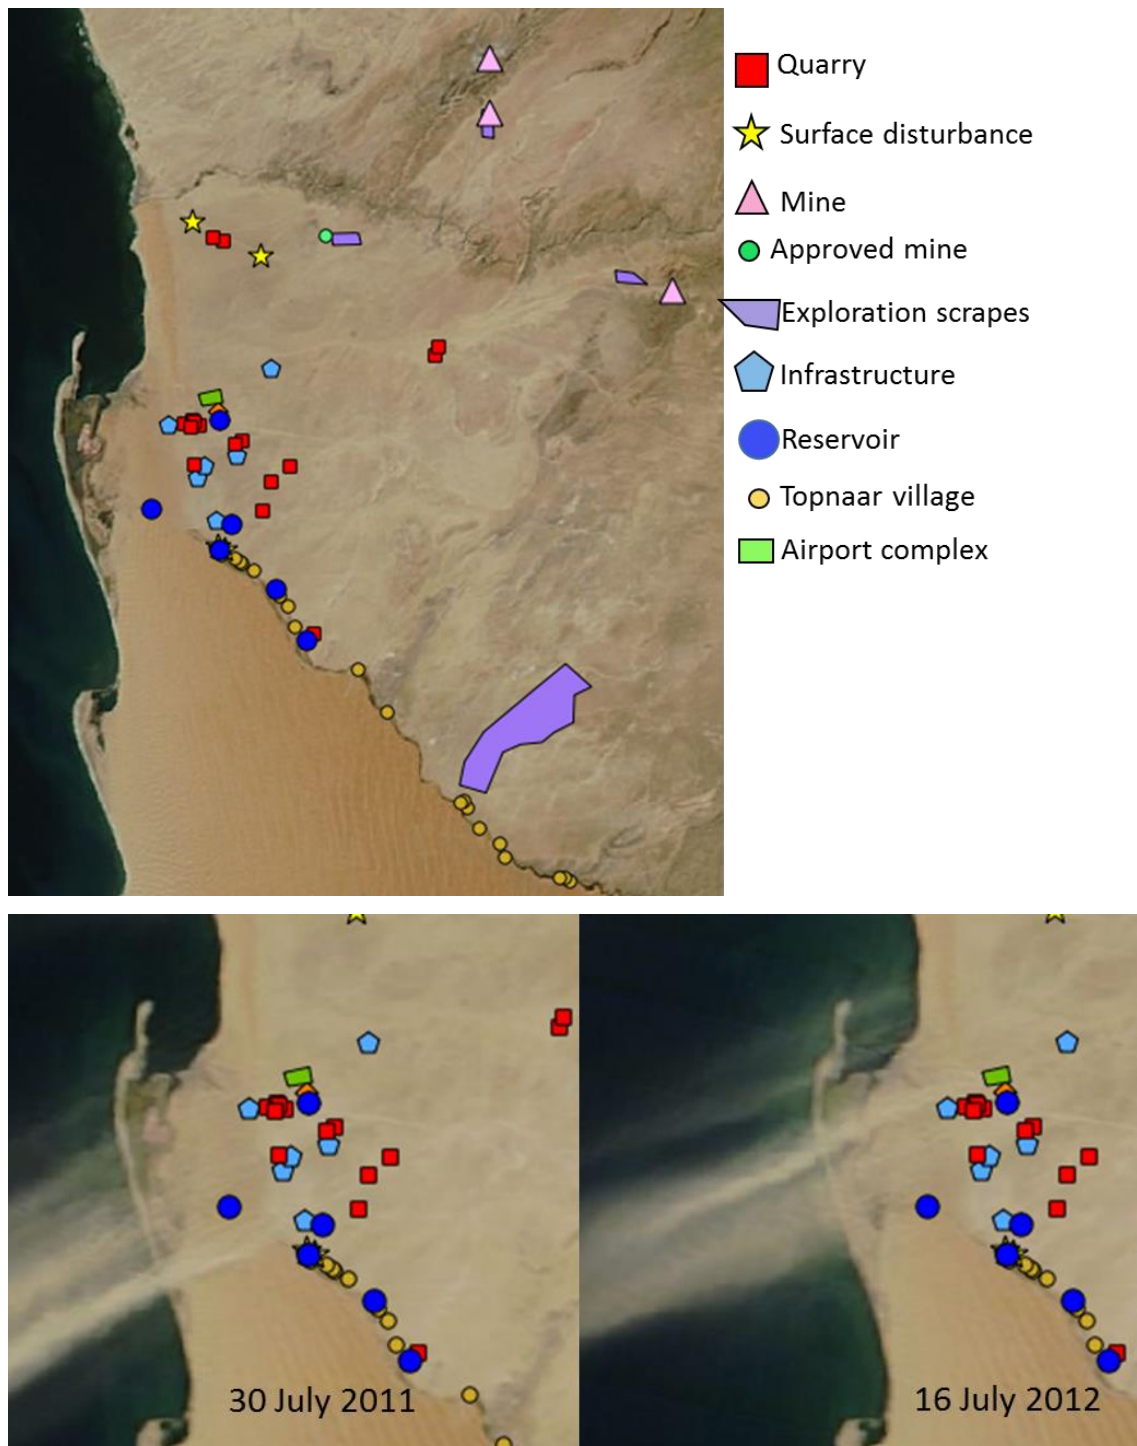 Quarry
Surface disturbance
Mine
Approved mine
Exploration scrapes
Infrastructure
Reservoir
Topnaar village
Airport complex
30 July 2011
16 July 2012